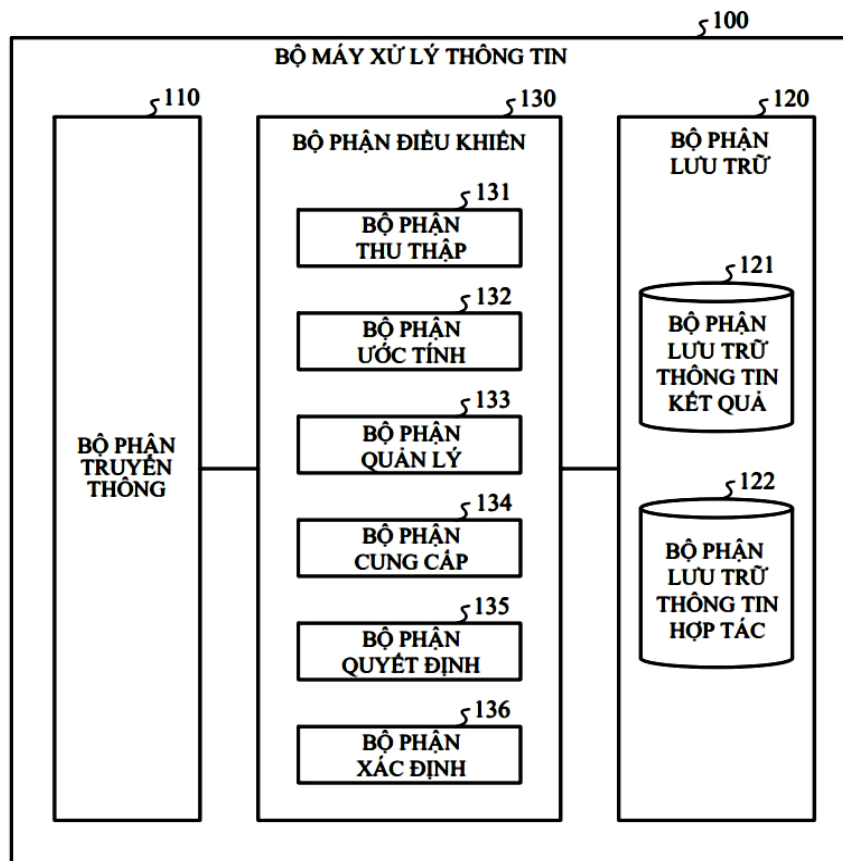 100
BỘ MÁY XỬ LÝ THÔNG TIN
110
BỘ PHẬN
TRUYỀN
THÔNG
130
BỘ PHẬN ĐIỀU KHIỂN
131
BỘ PHẬN
THU THẬP
132
BỘ PHẬN
ƯỚC TÍNH
133
BỘ PHẬN
QUẢN LÝ
134
BỘ PHẬN
CUNG CẤP
135
BỘ PHẬN
QUYẾT ĐỊNH
136
BỘ PHẬN
XÁC ĐỊNH
120
BỘ PHẬN
LƯU TRỮ
121
BỘ PHẬN
LƯU TRỮ
THÔNG TIN
KẾT QUẢ
122
BỘ PHẬN
LƯU TRỮ
THÔNG TIN
HỢP TÁC